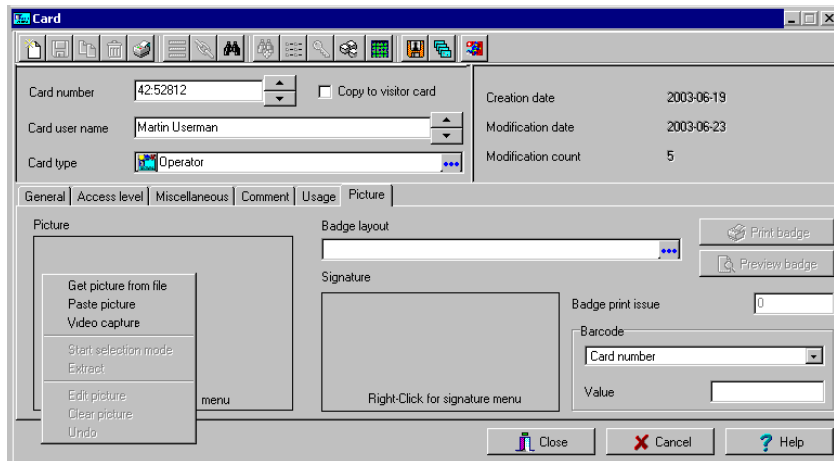 Card
Card number
42:52812
Copy to visitor card
Creation date
2003-06-19
Card user name
Martin Userman
Modification date
2003-06-23
Card type
Operator
Modification count
5
General
Access level
Miscellaneous
Comment
Usage
Picture
Picture
Badge layout
Print badge
Preview badge
Signature
Get picture from file
Paste picture
Video capture
Start selection mode
Extract
Edit picture
Clear picture
Undo
menu
Right-Click for signature menu
Badge print issue
0
Barcode
Card number
Value
Close
Cancel
Help